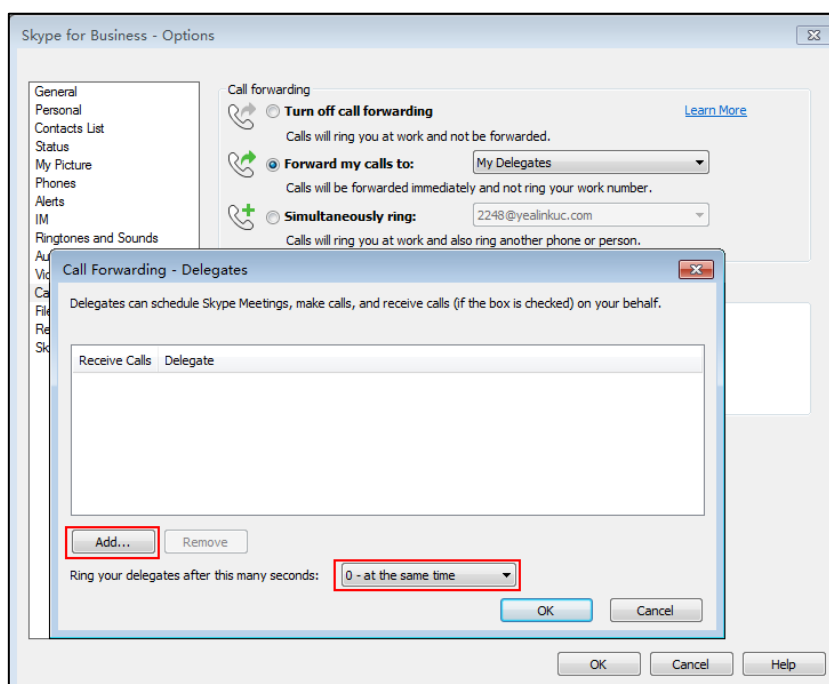 Skype for Business - Options
General
Personal
Contacts List
Status
My Picture
Phones
Alerts
IM
Ringtones and Sounds
Call forwarding
Turn off call forwarding
Learn More
Calls will ring you at work and not be forwarded.
Forward my calls to:
My Delegates
Calls will be forwarded immediately and not ring your work number.
Simultaneously ring:
2248@yealinkuc.com
Calls will ring you at work and also ring another phone or person.
Call Forwarding - Delegates
Delegates can schedule Skype Meetings, make calls, and receive calls (if the box is checked) on your behalf.
Receive Calls Delegate
Add... Remove
Ring your delegates after this many seconds: 0 - at the same time
OK Cancel
OK Cancel Help